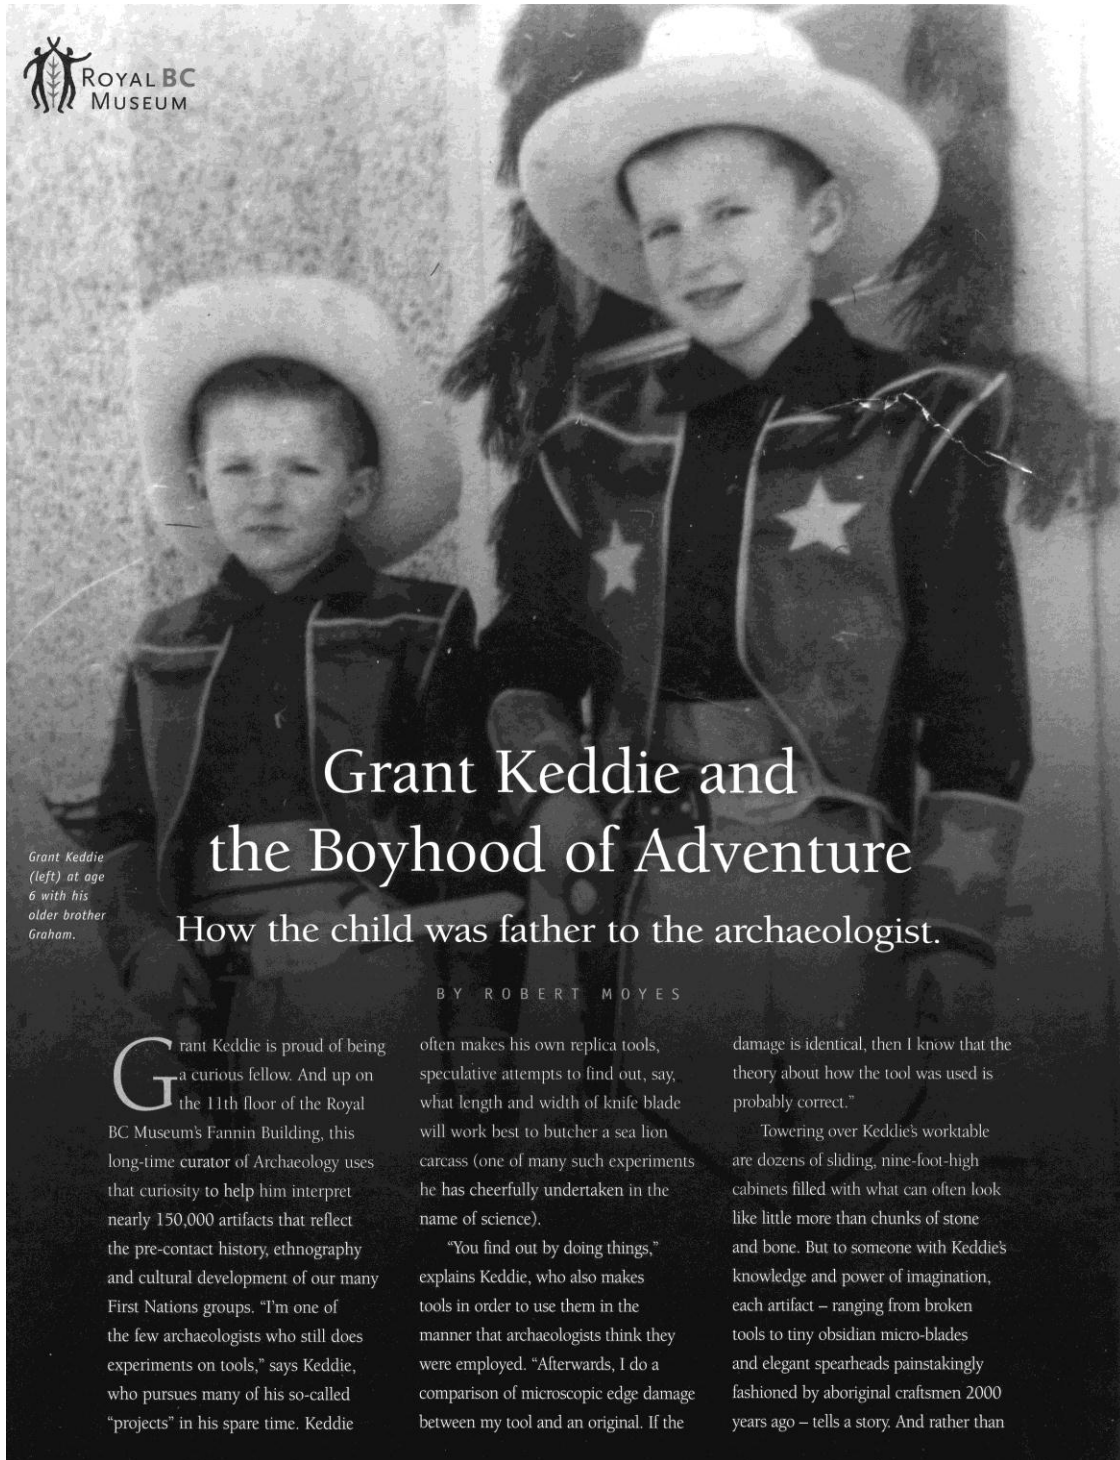 ROYAL BC
MUSEUM
Grant Keddie and
the Boyhood of Adventure
Grant Keddie
(left) at age
6 with his
older brother
Graham.
How the child was father to the archaeologist.
BY ROBERT MOYES
Grant Keddie is proud of being
a curious fellow. And up on
the 11th floor of the Royal
BC Museum's Fannin Building, this
long-time curator of Archaeology uses
that curiosity to help him interpret
nearly 150,000 artifacts that reflect
the pre-contact history, ethnography
and cultural development of our many
First Nations groups. "I'm one of
the few archaeologists who still does
experiments on tools," says Keddie,
who pursues many of his so-called
"projects" in his spare time. Keddie
often makes his own replica tools,
speculative attempts to find out, say,
what length and width of knife blade
will work best to butcher a sea lion
carcass (one of many such experiments
he has cheerfully undertaken in the
name of science).
"You find out by doing things,"
explains Keddie, who also makes
tools in order to use them in the
manner that archaeologists think they
were employed. "Afterwards, I do a
comparison of microscopic edge damage
between my tool and an original. If the
damage is identical, then I know that the
theory about how the tool was used is
probably correct."
Towering over Keddie's worktable
are dozens of sliding, nine-foot-high
cabinets filled with what can often look
like little more than chunks of stone
and bone. But to someone with Keddie's
knowledge and power of imagination,
each artifact – ranging from broken
tools to tiny obsidian micro-blades
and elegant spearheads painstakingly
fashioned by aboriginal craftsmen 2000
years ago – tells a story. And rather than